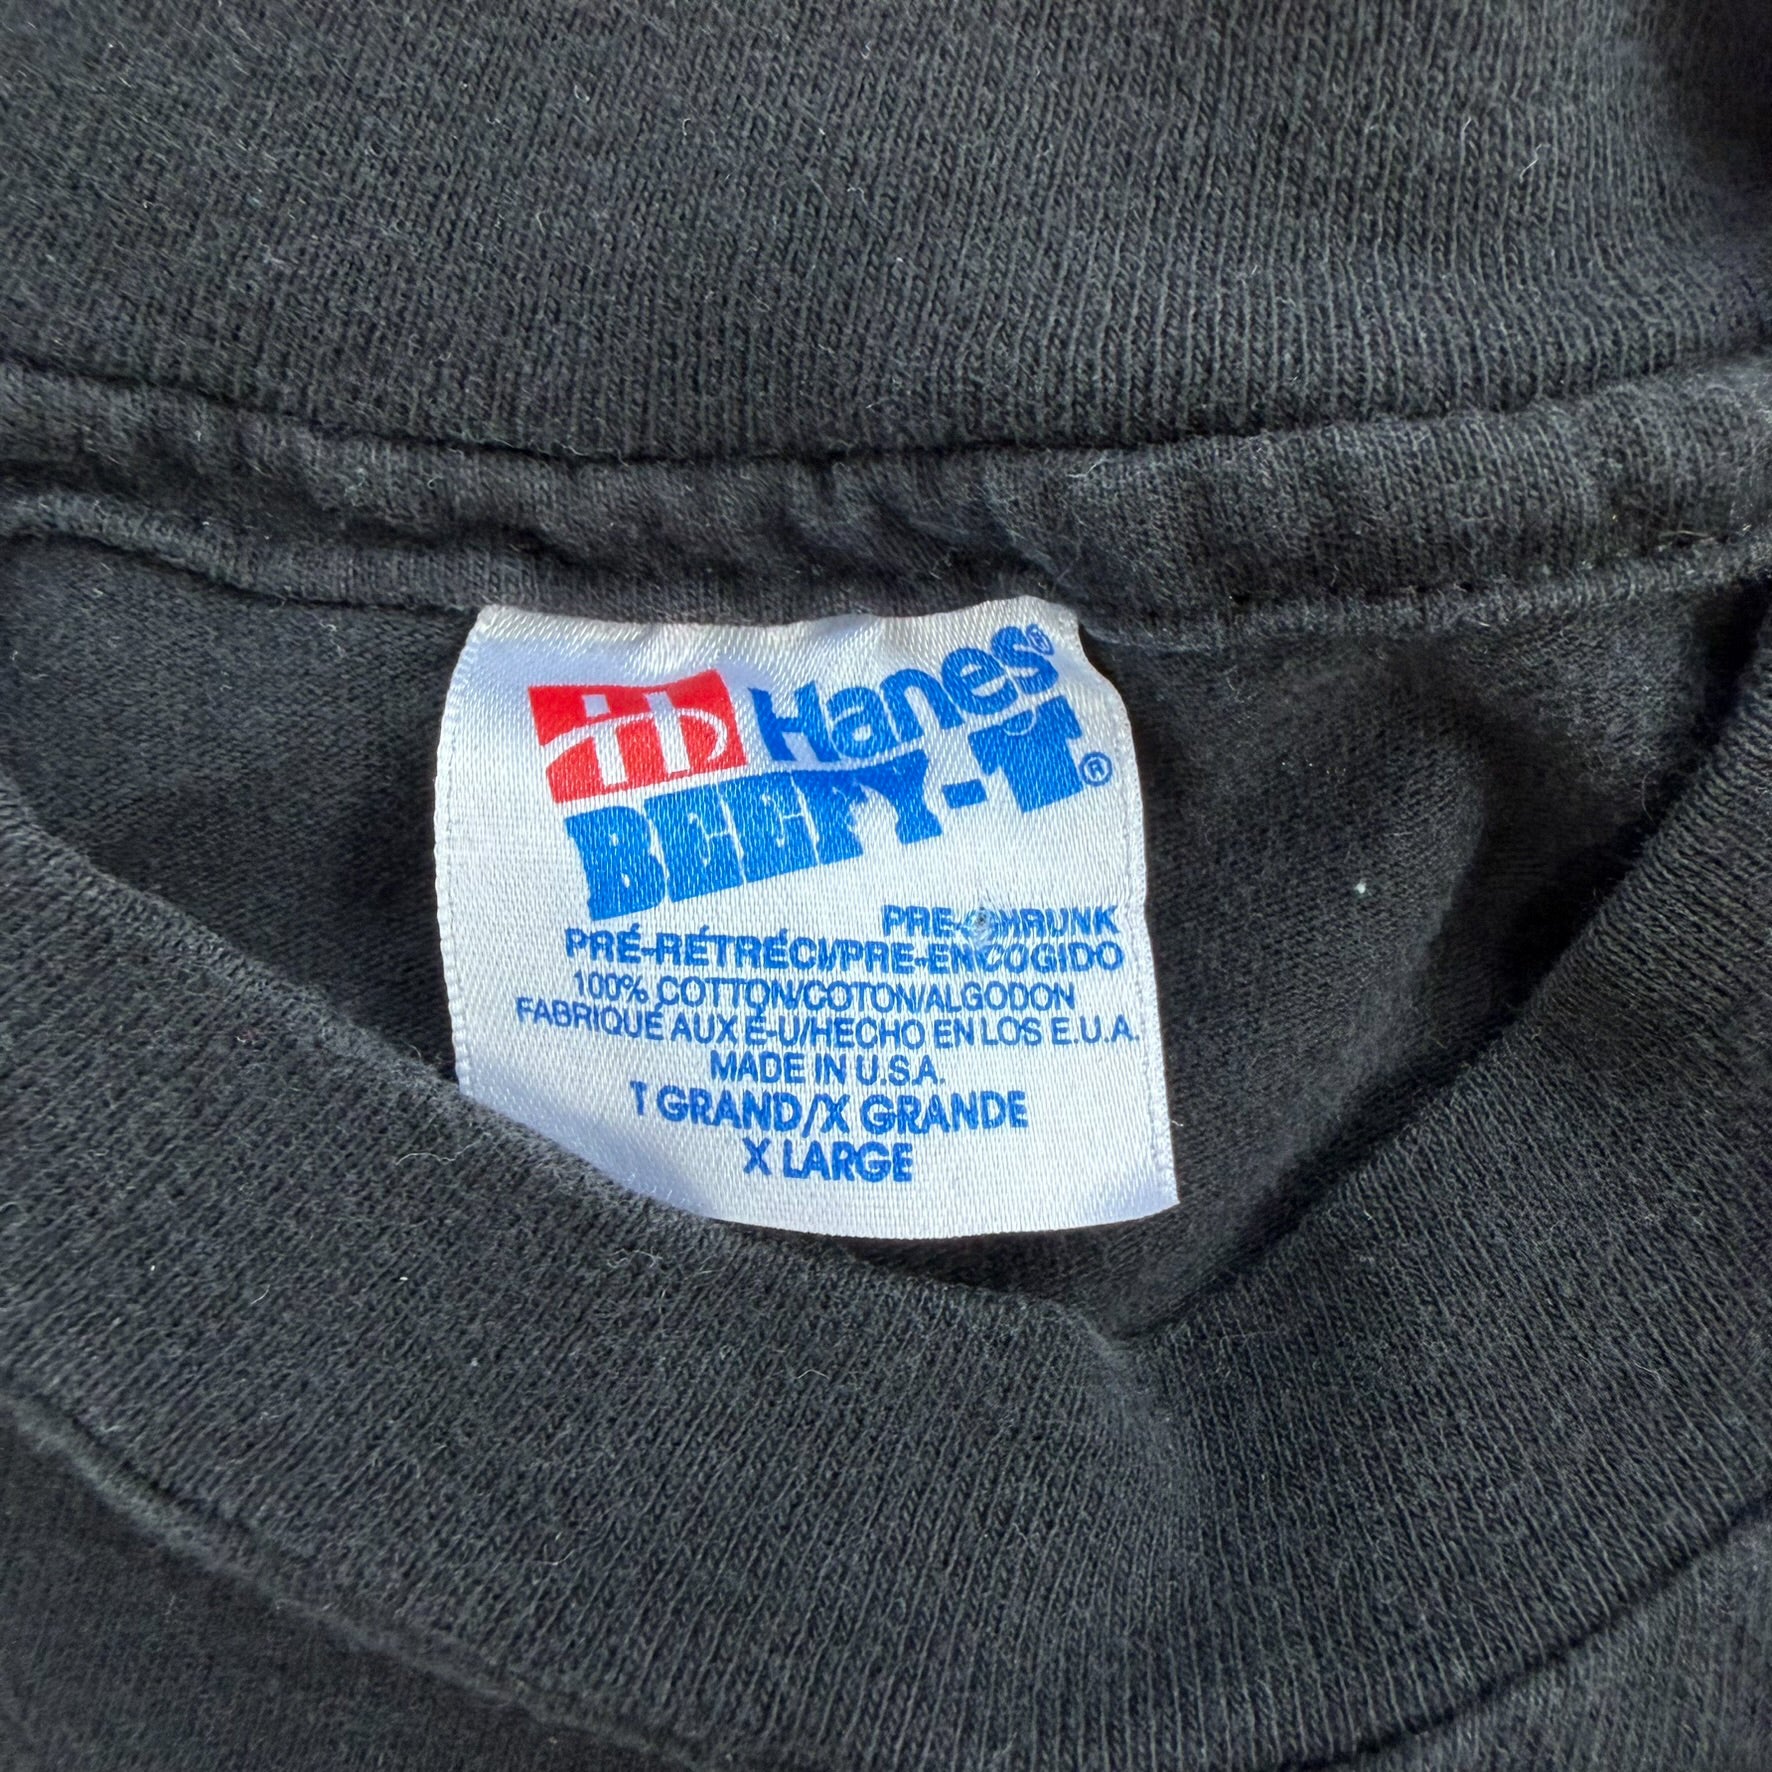 Hanes®
BEEFY-T®
PRE-SHRUNK
PRÉ-RÉTRÉCI/PRE-ENCOGIDO
100% COTTON/COTON/ALGODON
FABRIQUÉ AUX É-U/HECHO EN LOS E.U.A.
MADE IN U.S.A.
T GRAND/X GRANDE
X LARGE